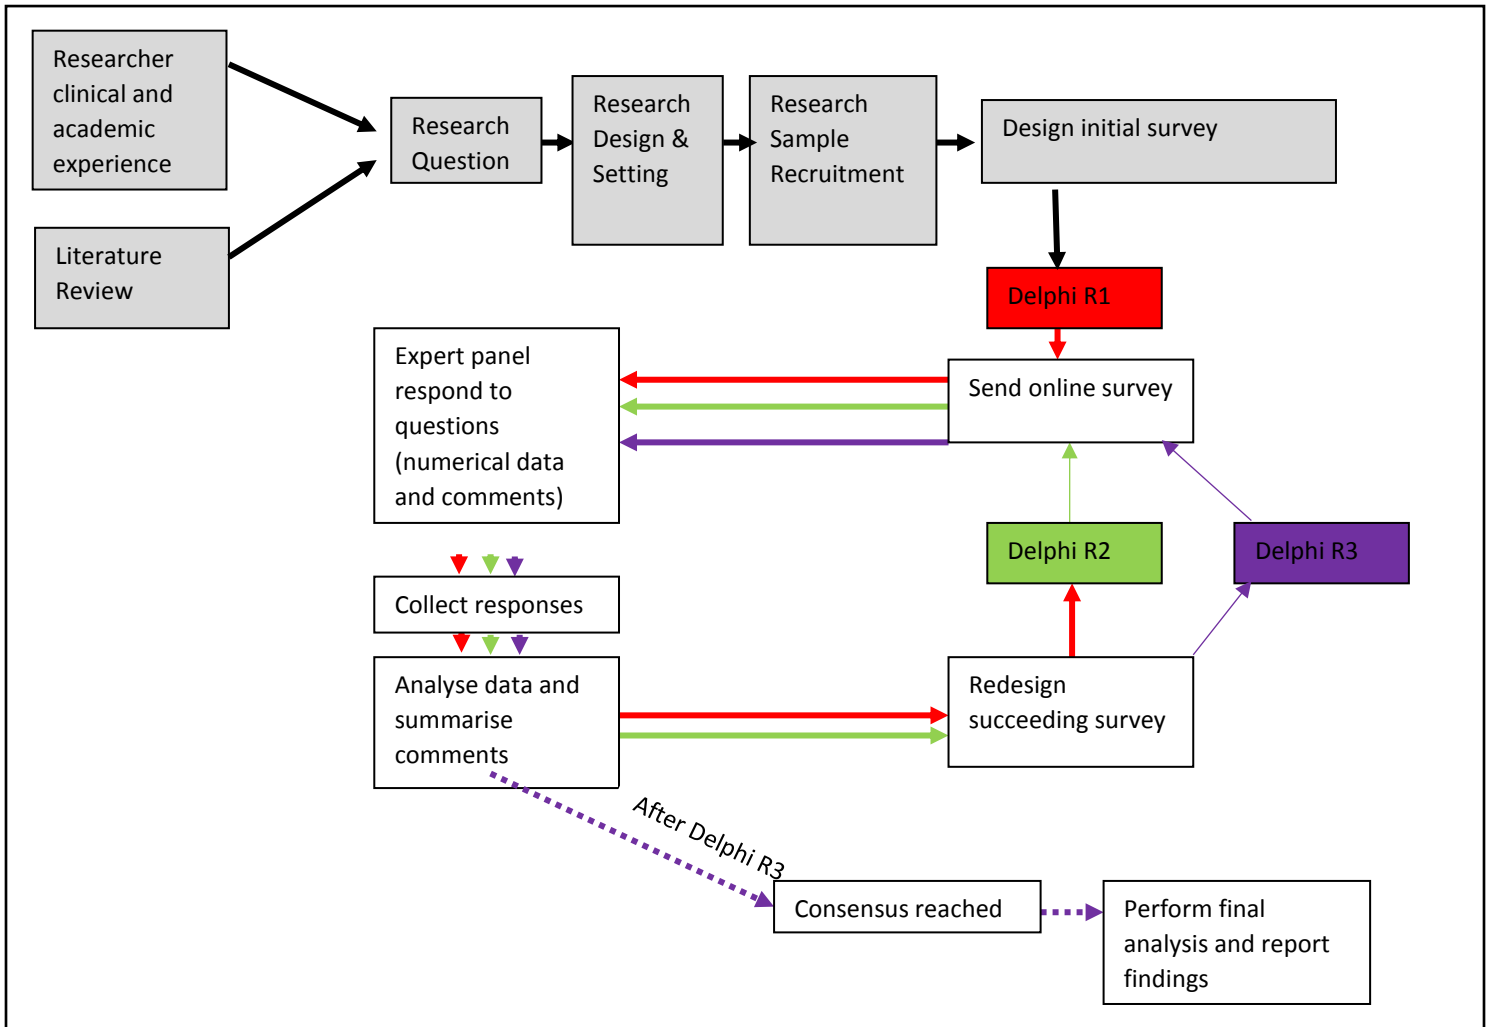 Researcher
clinical and
academic
experience
Literature
Review
Research
Question
Research
Design &
Setting
Research
Sample
Recruitment
Design initial survey
Delphi R1
Send online survey
Expert panel
respond to
questions
(numerical data
and comments)
Collect responses
Analyse data and
summarise
comments
Redesign
succeeding survey
Delphi R2
Delphi R3
After Delphi R3
Consensus reached
Perform final
analysis and report
findings